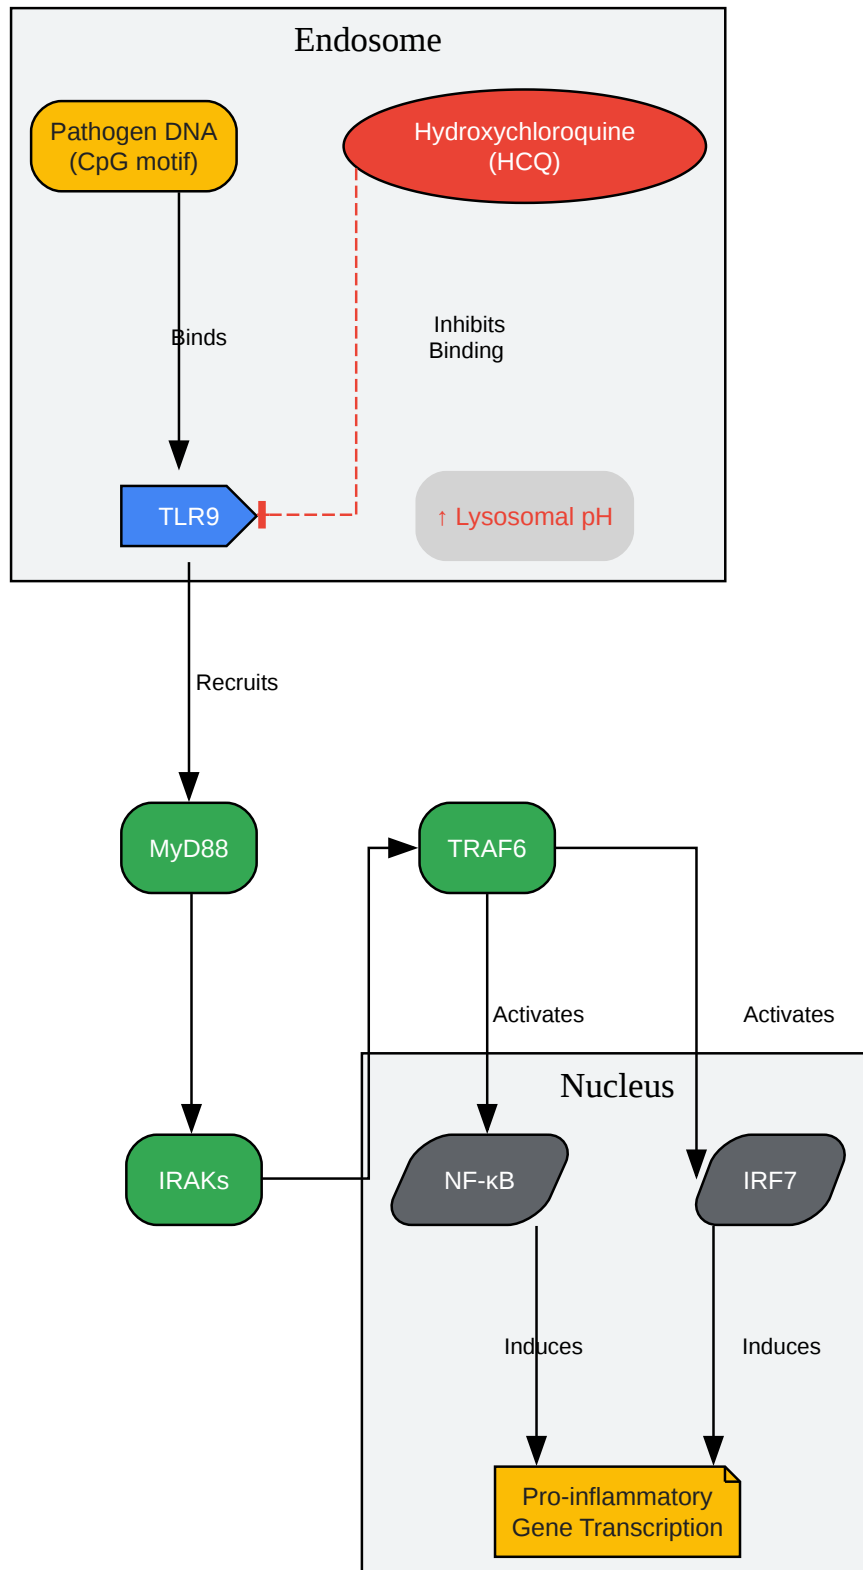 Endosome
Pathogen DNA
(CpG motif)
Hydroxychloroquine
(HCQ)
Binds
Inhibits
Binding
TLR9
↑ Lysosomal pH
Recruits
MyD88
TRAF6
Activates
Activates
Nucleus
IRAKs
NF-κB
IRF7
Induces
Induces
Pro-inflammatory
Gene Transcription